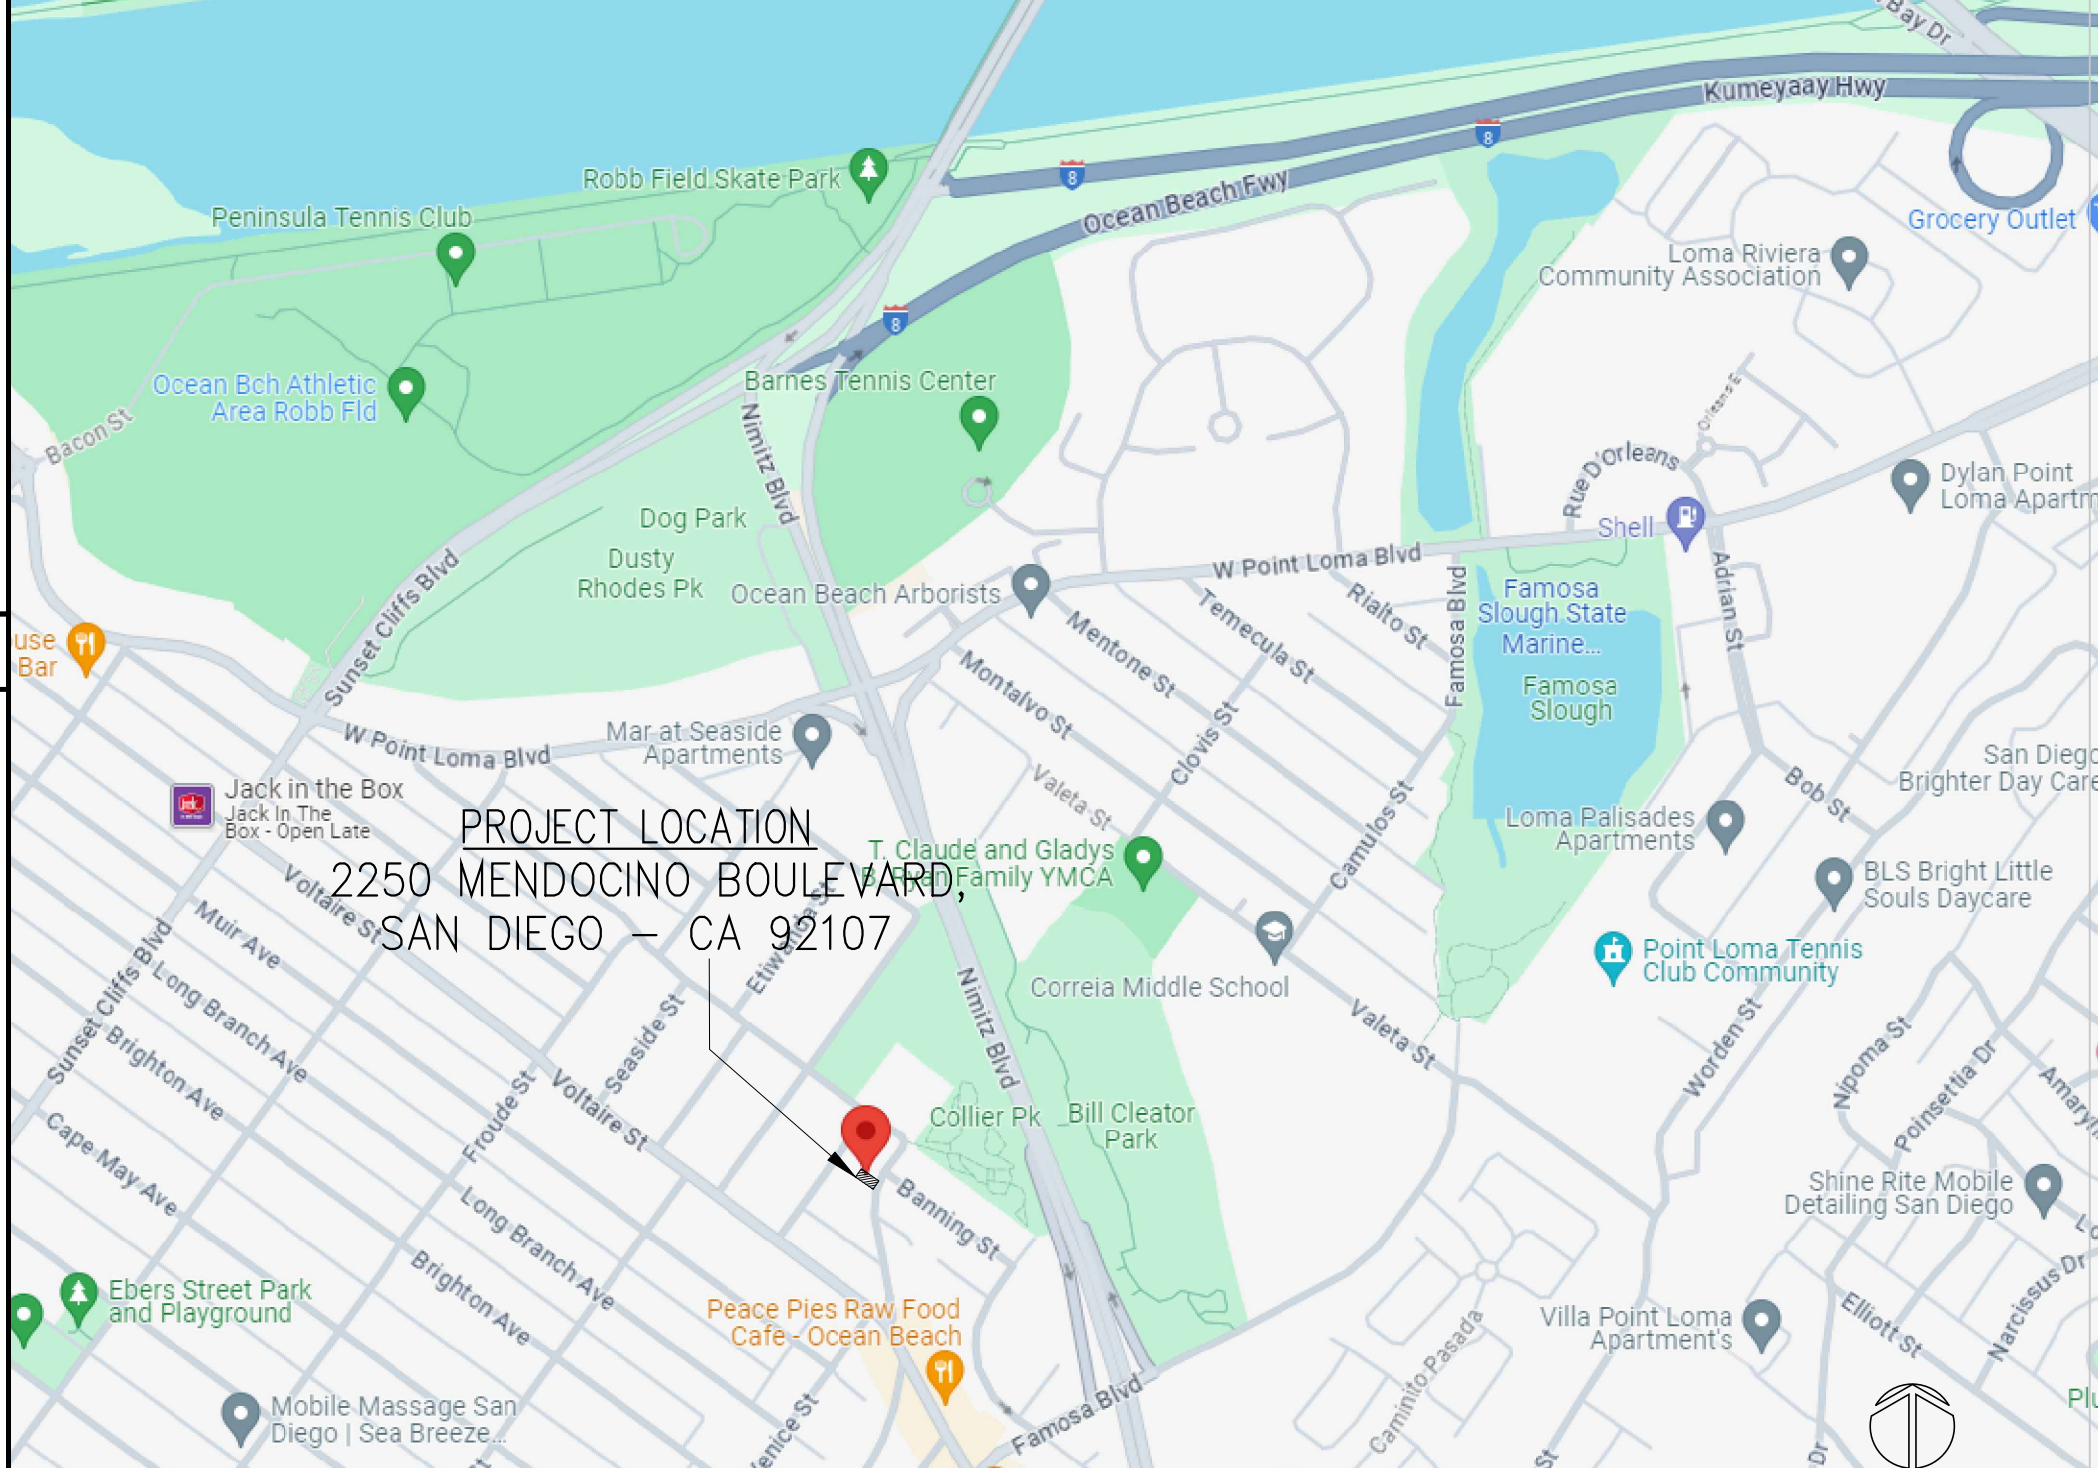 Bay Dr
Kumeyaay Hwy
8
8
Robb Field Skate Park
Ocean Beach Fwy
Peninsula Tennis Club
Grocery Outlet
Loma Riviera
Community Association
8
Barnes Tennis Center
Ocean Bch Athletic
Area Robb Fld
Bacon St
Nimitz Blvd
Orleans E
Rue D'Orleans
Dylan Point
Loma Apartm
Dog Park
Shell
Dusty
Rhodes Pk
Sunset Cliffs Blvd
W Point Loma Blvd
Ocean Beach Arborists
Famosa Blvd
Famosa
Slough State
Marine...
Adrian St
Rialto St
Temecula St
Mentone St
Montalvo St
use
Bar
Famosa
Slough
W Point Loma Blvd
Mar at Seaside
Apartments
Clovis St
Valeta St
San Diego
Brighter Day Care
Bob St
Jack in the Box
Jack In The
Box - Open Late
Loma Palisades
Apartments
Camulos St
PROJECT LOCATION
2250 MENDOCINO BOULEVARD,
SAN DIEGO – CA 92107
T. Claude and Gladys
B. Ryan Family YMCA
BLS Bright Little
Souls Daycare
Voltaire St
Muir Ave
Etiwanda St
Point Loma Tennis
Club Community
Long Branch Ave
Sunset Cliffs Blvd
Correia Middle School
Nimitz Blvd
Valeta St
Worden St
Nipoma St
Poinsettia Dr
Brighton Ave
Seaside St
Froude St
Voltaire St
Collier Pk
Bill Cleator
Park
Cape May Ave
Banning St
Long Branch Ave
Shine Rite Mobile
Detailing San Diego
Brighton Ave
Narcissus Dr
Ebers Street Park
and Playground
Peace Pies Raw Food
Cafe - Ocean Beach
Villa Point Loma
Apartment's
Elliott St
Caminito Pasada
Famosa Blvd
Mobile Massage San
Diego | Sea Breeze...
enice St
St
Dr